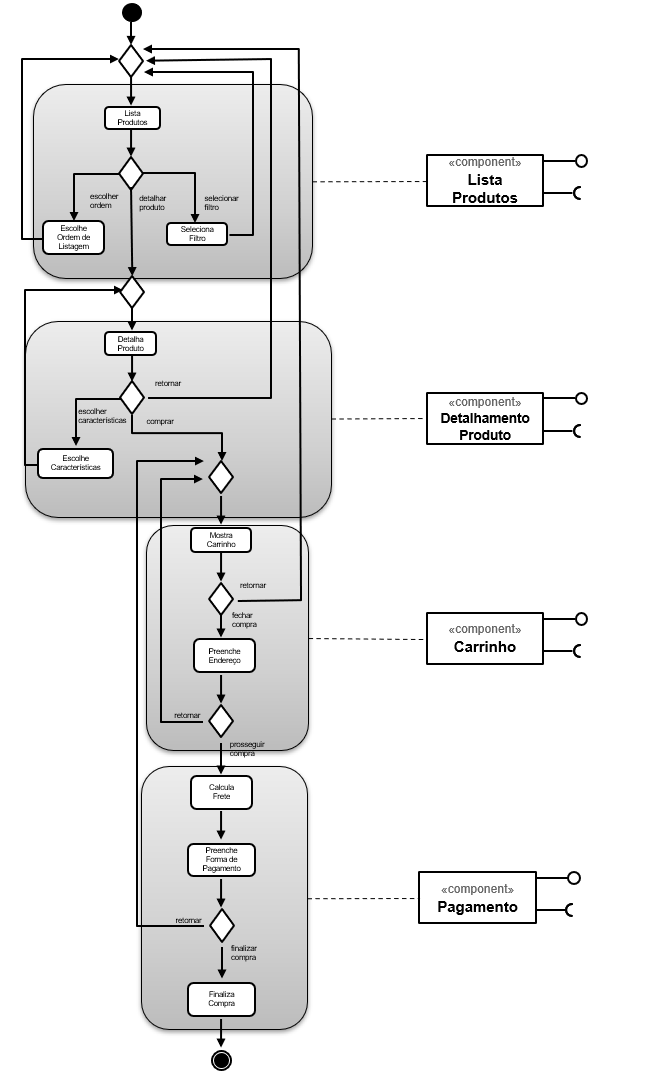 Lista
Produtos
escolher
ordem
detalhar
produto
selecionar
filtro
Escolhe
Ordem de
Listagem
Seleciona
Filtro
«component»
Lista
Produtos
Detalha
Produto
retornar
escolher
características
comprar
Escolhe
Características
«component»
Detalhamento
Produto
Mostra
Carrinho
retornar
fechar
compra
Preenche
Endereço
retornar
prosseguir
compra
«component»
Carrinho
Calcula
Frete
Preenche
Forma de
Pagamento
retornar
finalizar
compra
Finaliza
Compra
«component»
Pagamento